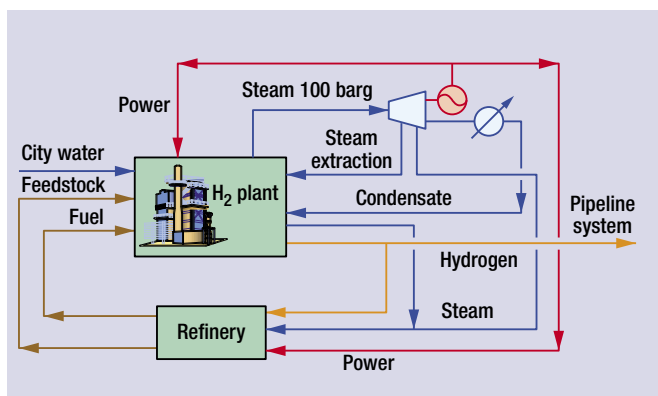 Power
Steam 100 barg
City water
Feedstock
Fuel
H₂ plant
Steam
extraction
Condensate
Pipeline
system
Hydrogen
Steam
Refinery
Power